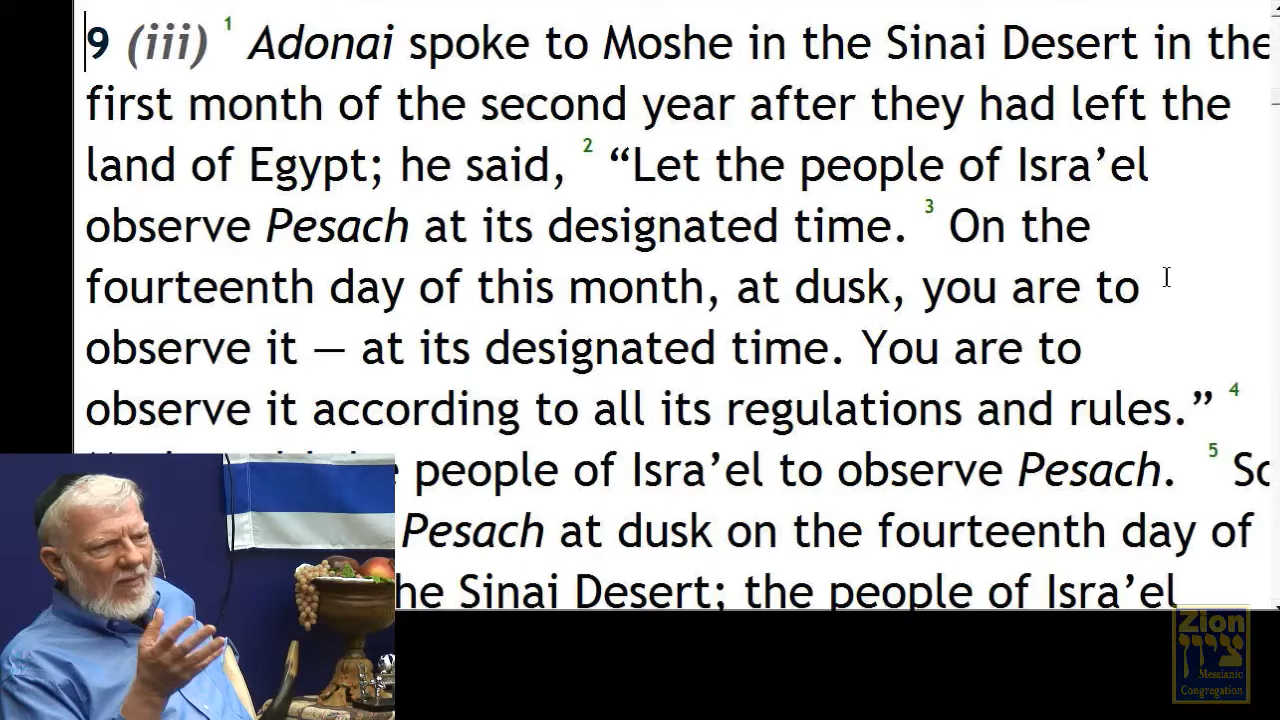 9 (iii) 1 Adonai spoke to Moshe in the Sinai Desert in the
first month of the second year after they had left the
land of Egypt; he said, 2 “Let the people of Isra’el
observe Pesach at its designated time. 3 On the
fourteenth day of this month, at dusk, you are to
observe it — at its designated time. You are to
observe it according to all its regulations and rules.” 4
people of Isra’el to observe Pesach. 5 So
Pesach at dusk on the fourteenth day of
he Sinai Desert; the people of Isra’el
Zion
ציון
Messianic
Congregation